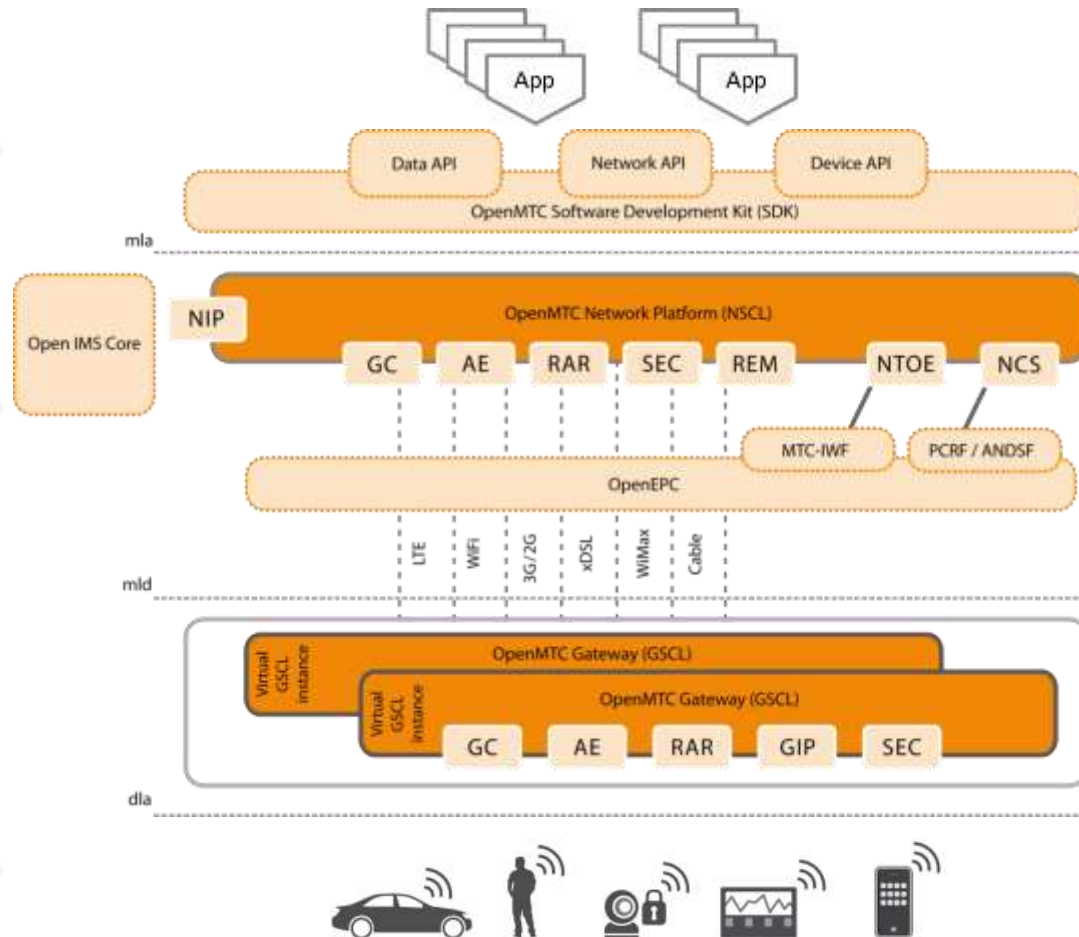 App
App
Data API
Network API
Device API
OpenMTC Software Development Kit (SDK)
mla
Open IMS Core
NIP
OpenMTC Network Platform (NSCL)
GC
AE
RAR
SEC
REM
NTOE
NCS
MTC-IWF
PCRF / ANDSF
OpenEPC
LTE
WiFi
3G/2G
xDSL
WiMax
Cable
mld
Virtual
GSCL
instance
OpenMTC Gateway (GSCL)
Virtual
GSCL
instance
OpenMTC Gateway (GSCL)
GC
AE
RAR
GIP
SEC
dla